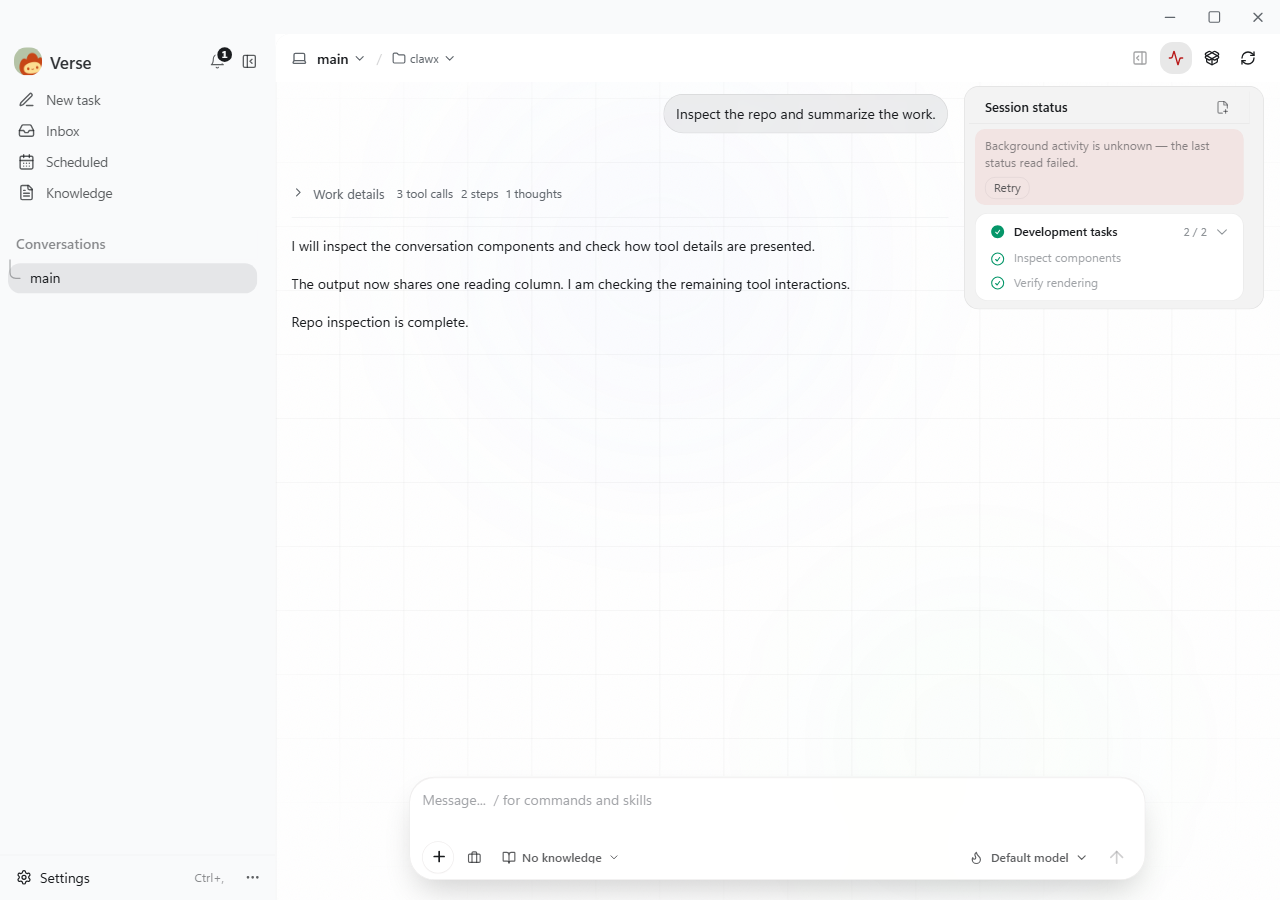 Verse
1
New task
Inbox
Scheduled
Knowledge
Conversations
main
Settings
Ctrl+,
main
/
clawx
Inspect the repo and summarize the work.
Work details 3 tool calls 2 steps 1 thoughts
I will inspect the conversation components and check how tool details are presented.
The output now shares one reading column. I am checking the remaining tool interactions.
Repo inspection is complete.
Session status
Background activity is unknown — the last
status read failed.
Retry
Development tasks 2 / 2
Inspect components
Verify rendering
Message... / for commands and skills
No knowledge
Default model